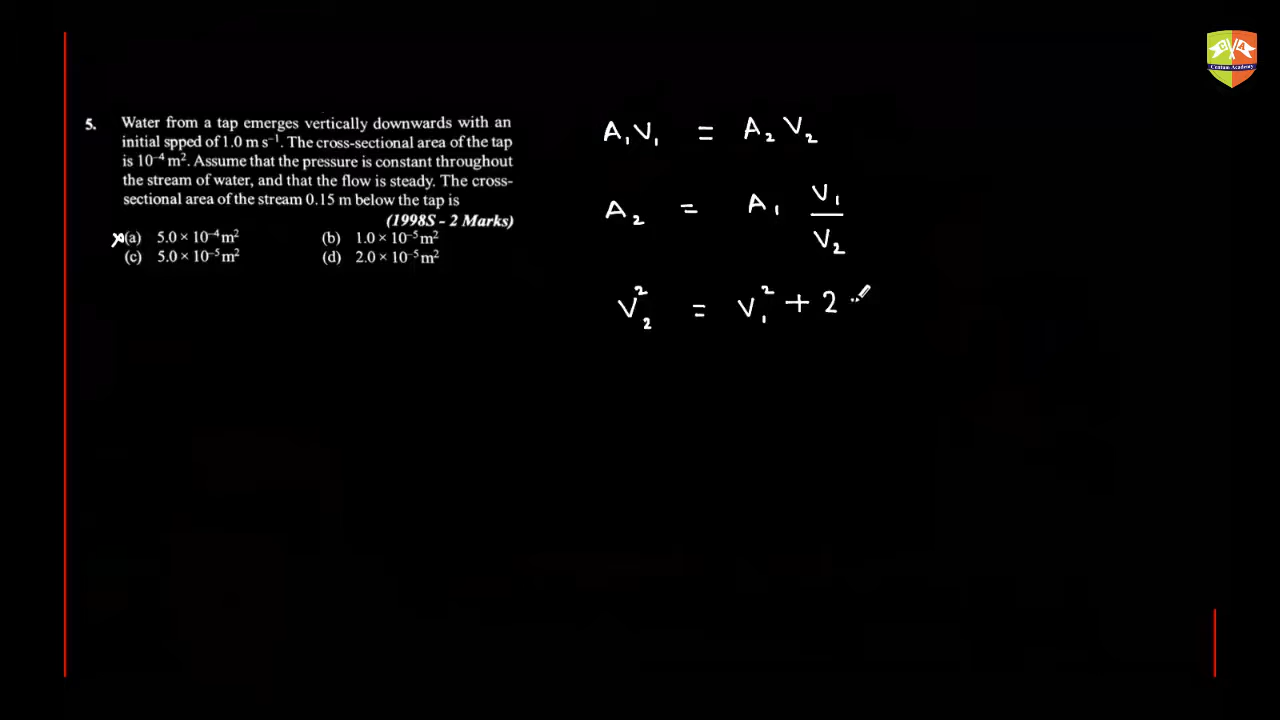 5. Water from a tap emerges vertically downwards with an
initial spped of 1.0 m s⁻¹. The cross-sectional area of the tap
is 10⁻⁴ m². Assume that the pressure is constant throughout
the stream of water, and that the flow is steady. The cross-
sectional area of the stream 0.15 m below the tap is
(1998S - 2 Marks)
(a) 5.0 × 10⁻⁴ m² (b) 1.0 × 10⁻⁵ m²
(c) 5.0 × 10⁻⁵ m² (d) 2.0 × 10⁻⁵ m²
A₁V₁ = A₂V₂
A₂ = A₁ V₁/V₂
V₂² = V₁² + 2
CA
Centum Academy